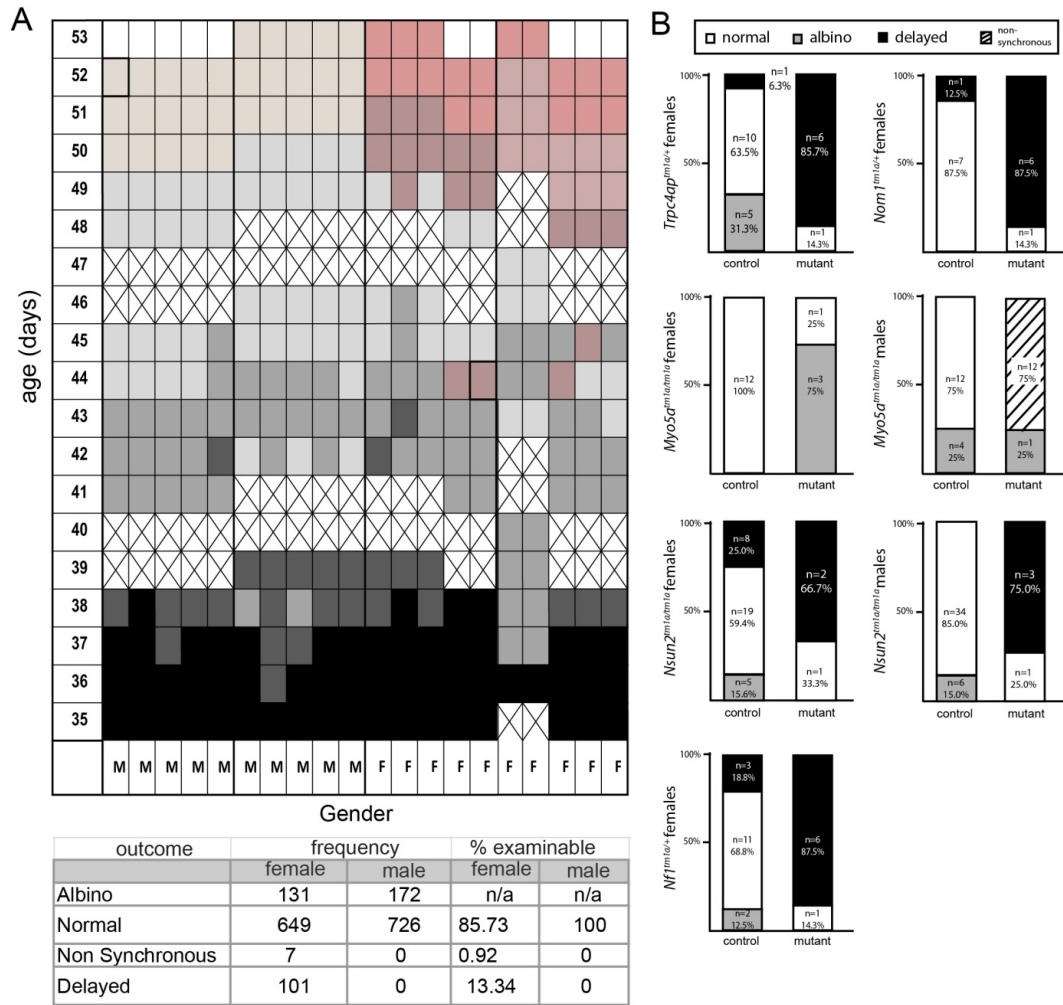 A
53
52
51
50
49
48
47
46
45
44
43
42
41
40
39
38
37
36
35
age (days)
M M M M M M M M M M F F F F F F F F F F
Gender
outcome frequency % examinable
female male female male
Albino 131 172 n/a n/a
Normal 649 726 85.73 100
Non Synchronous 7 0 0.92 0
Delayed 101 0 13.34 0
B
normal albino delayed non-
synchronous
100%
50%
Trpc4ap tm1a/+ females
n=1
6.3%
n=10
63.5%
n=5
31.3%
n=6
85.7%
n=1
14.3%
control mutant
100%
50%
Nom1 tm1a/+ females
n=1
12.5%
n=7
87.5%
n=6
87.5%
n=1
14.3%
control mutant
100%
50%
Myo5a tm1a/tm1a females
n=12
100%
n=1
25%
n=3
75%
control mutant
100%
50%
Myo5a tm1a/tm1a males
n=12
75%
n=4
25%
n=12
75%
n=1
25%
control mutant
100%
50%
Nsun2 tm1a/tm1a females
n=8
25.0%
n=19
59.4%
n=5
15.6%
n=2
66.7%
n=1
33.3%
control mutant
100%
50%
Nsun2 tm1a/tm1a males
n=34
85.0%
n=6
15.0%
n=3
75.0%
n=1
25.0%
control mutant
100%
50%
Nf1 tm1a/+ females
n=3
18.8%
n=11
68.8%
n=2
12.5%
n=6
87.5%
n=1
14.3%
control mutant